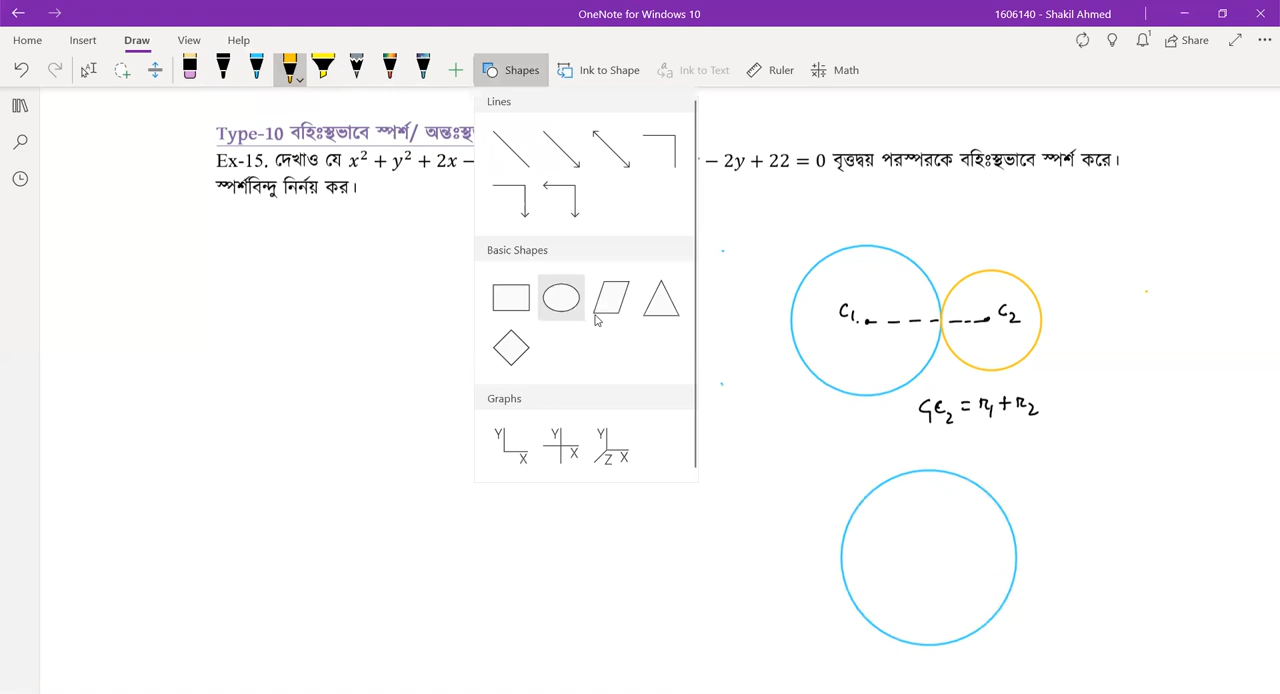 OneNote for Windows 10
1606140 - Shakil Ahmed
Home Insert Draw View Help
Share
Shapes Ink to Shape Ink to Text Ruler Math
Lines
Basic Shapes
Graphs
Y X Y X Y Z X
Type-10 বহিঃস্থভাবে স্পর্শ/ অন্তঃস্থ
Ex-15. দেখাও যে x² + y² + 2x − − 2y + 22 = 0 বৃত্তদ্বয় পরস্পরকে বহিঃস্থভাবে স্পর্শ করে।
স্পর্শবিন্দু নির্নয় কর।
C₁ C₂
C₁C₂ = r₁ + r₂